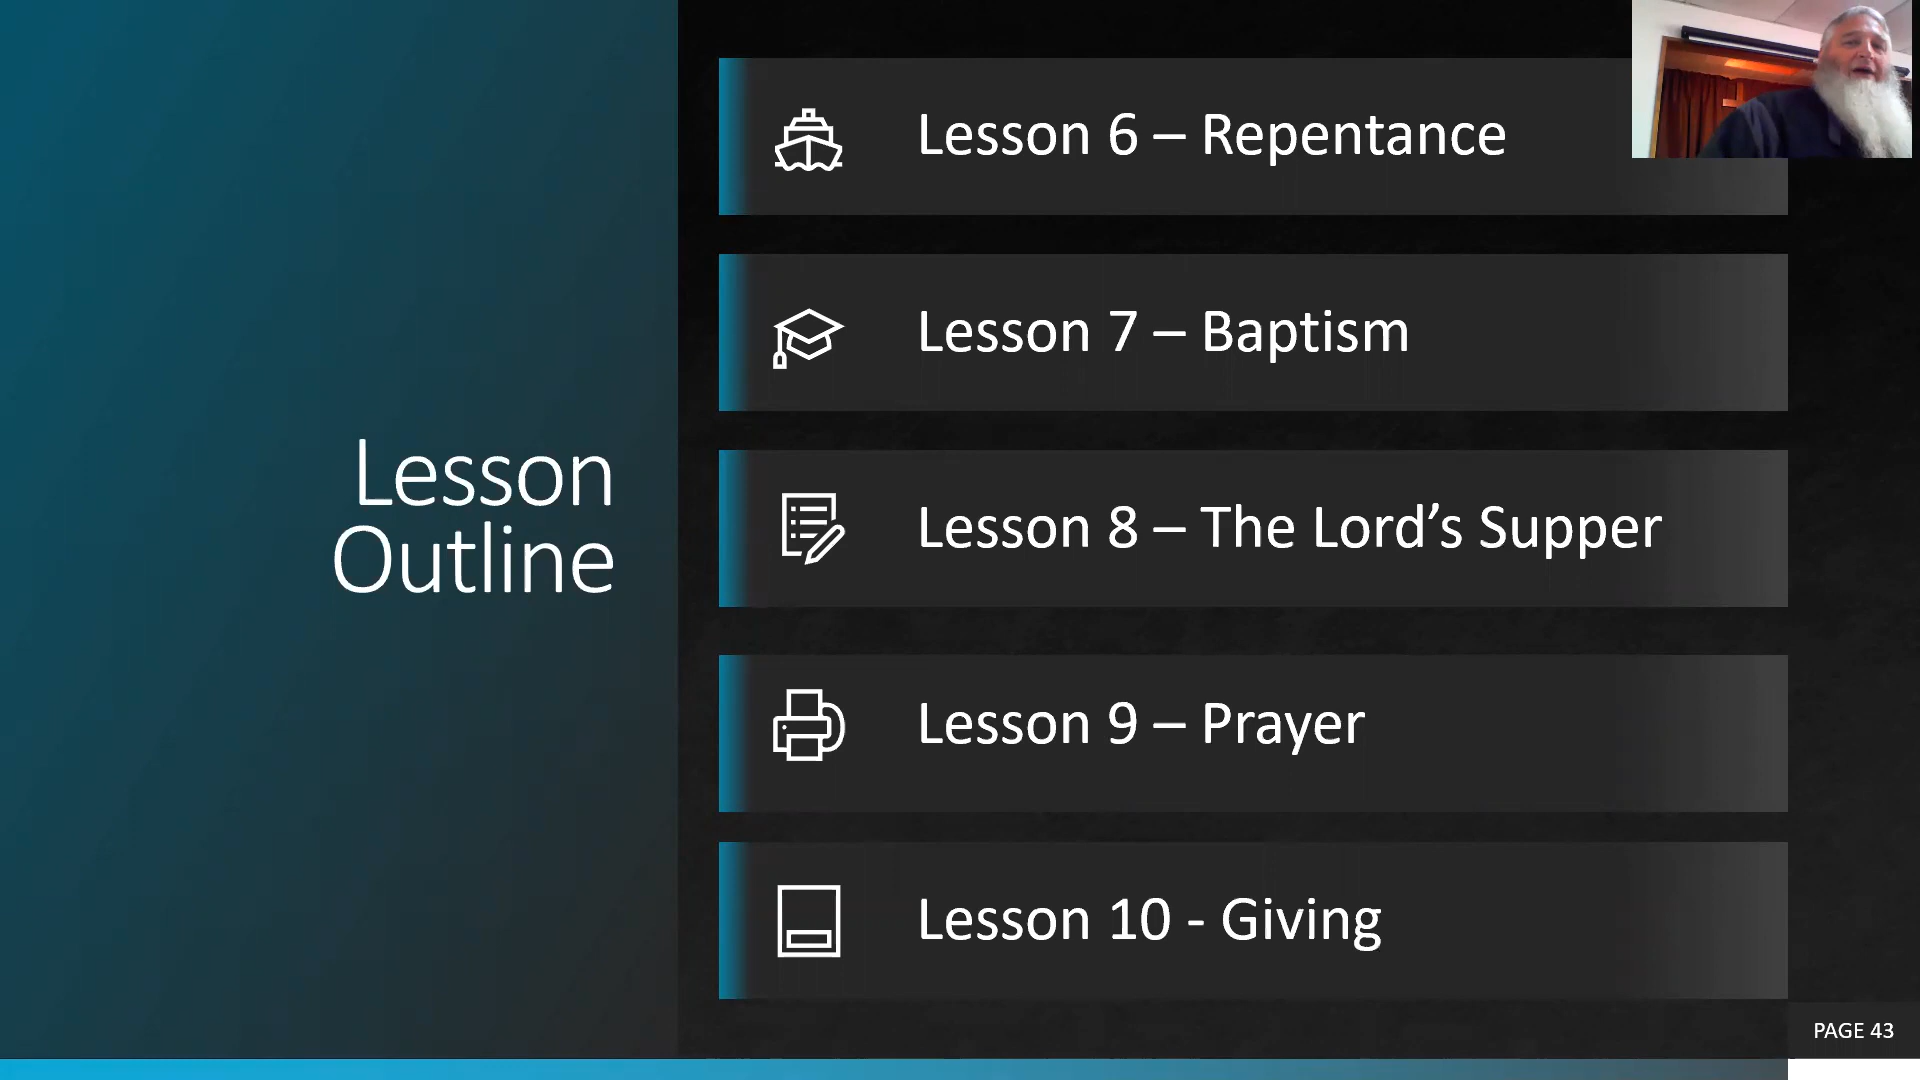 Lesson
Outline
Lesson 6 – Repentance
Lesson 7 – Baptism
Lesson 8 – The Lord’s Supper
Lesson 9 – Prayer
Lesson 10 - Giving
PAGE 43